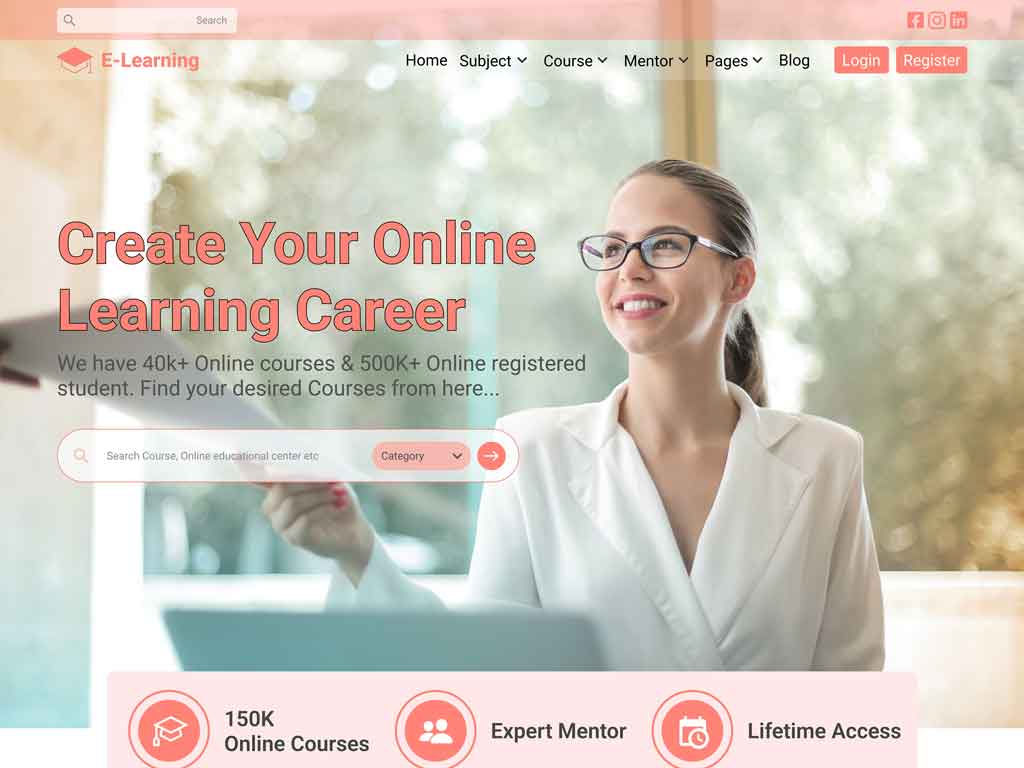 Search
E-Learning
Home Subject Course Mentor Pages Blog Login Register
Create Your Online
Learning Career
We have 40k+ Online courses & 500K+ Online registered
student. Find your desired Courses from here...
Search Course, Online educational center etc
Category
150K
Online Courses
Expert Mentor
Lifetime Access